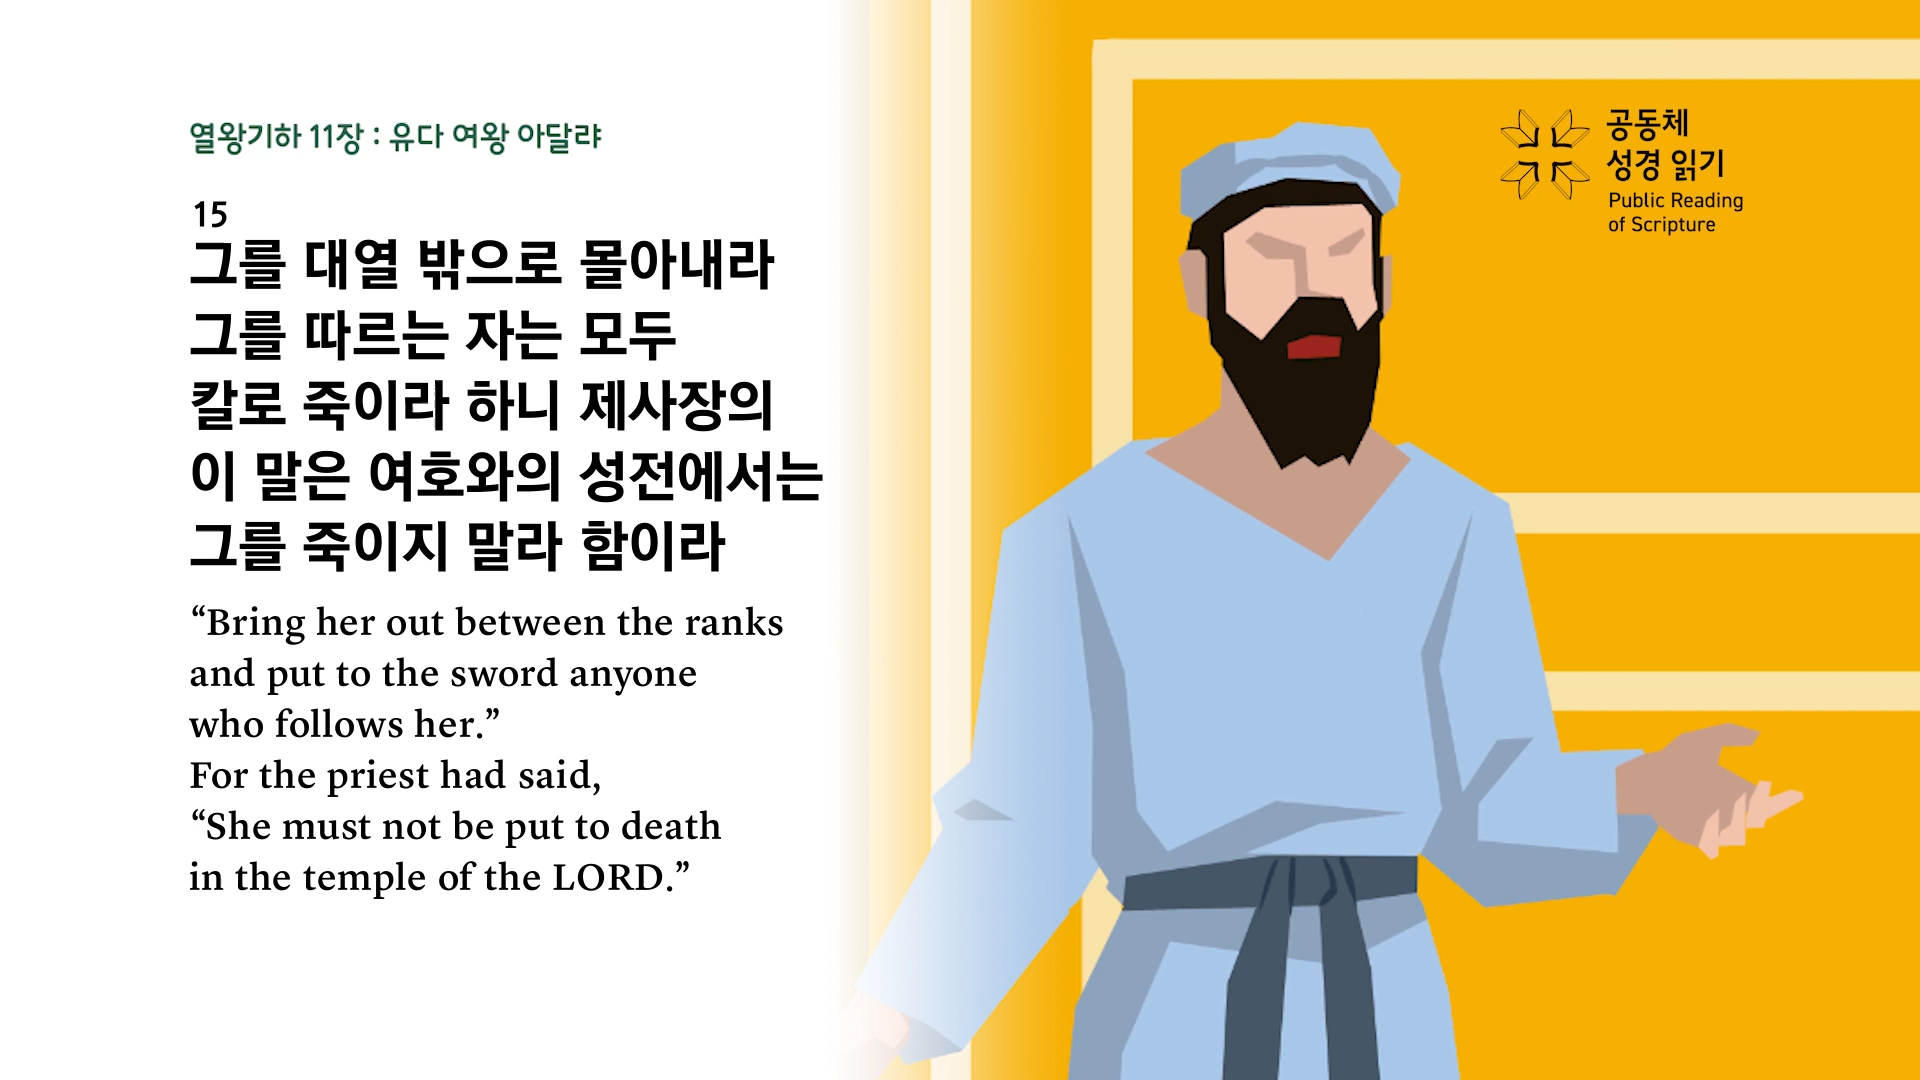 열왕기하 11장 : 유다 여왕 아달랴
15
그를 대열 밖으로 몰아내라
그를 따르는 자는 모두
칼로 죽이라 하니 제사장의
이 말은 여호와의 성전에서는
그를 죽이지 말라 함이라
“Bring her out between the ranks
and put to the sword anyone
who follows her.”
For the priest had said,
“She must not be put to death
in the temple of the LORD.”
공동체
성경 읽기
Public Reading
of Scripture